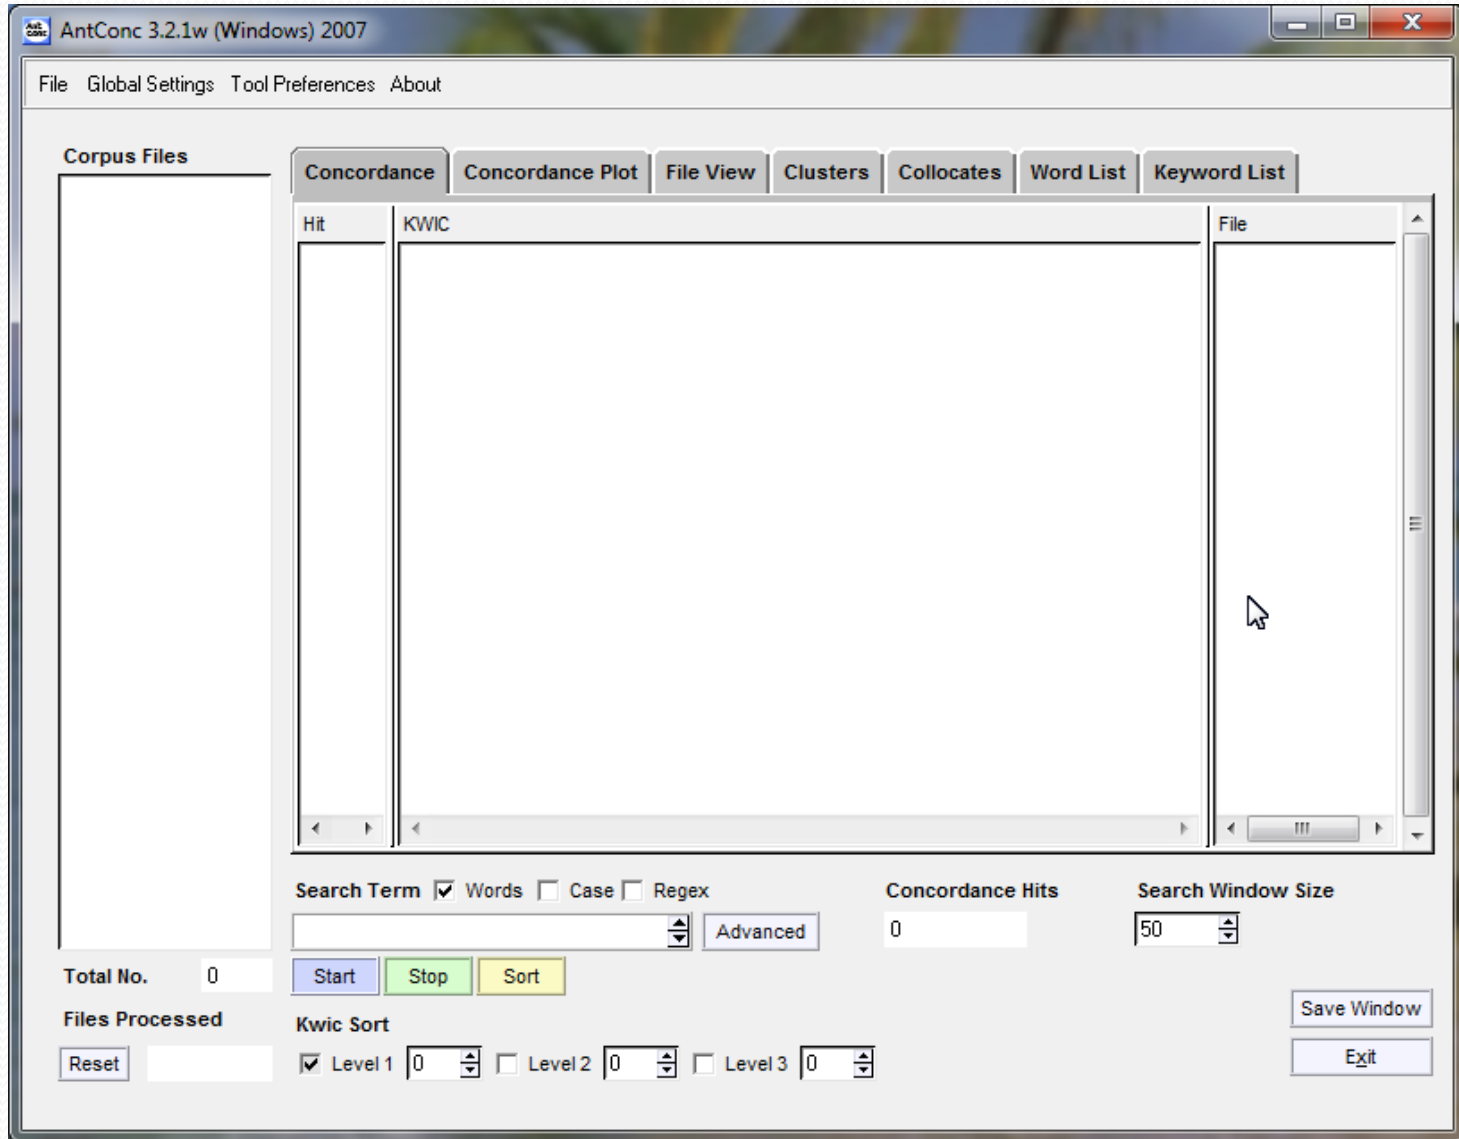 AntConc 3.2.1w (Windows) 2007
File Global Settings Tool Preferences About
Corpus Files
Concordance Concordance Plot File View Clusters Collocates Word List Keyword List
Hit KWIC File
Search Term Words Case Regex Concordance Hits Search Window Size
Advanced 0 50
Total No. 0 Start Stop Sort
Files Processed Kwic Sort Save Window
Reset Level 1 0 Level 2 0 Level 3 0 Exit